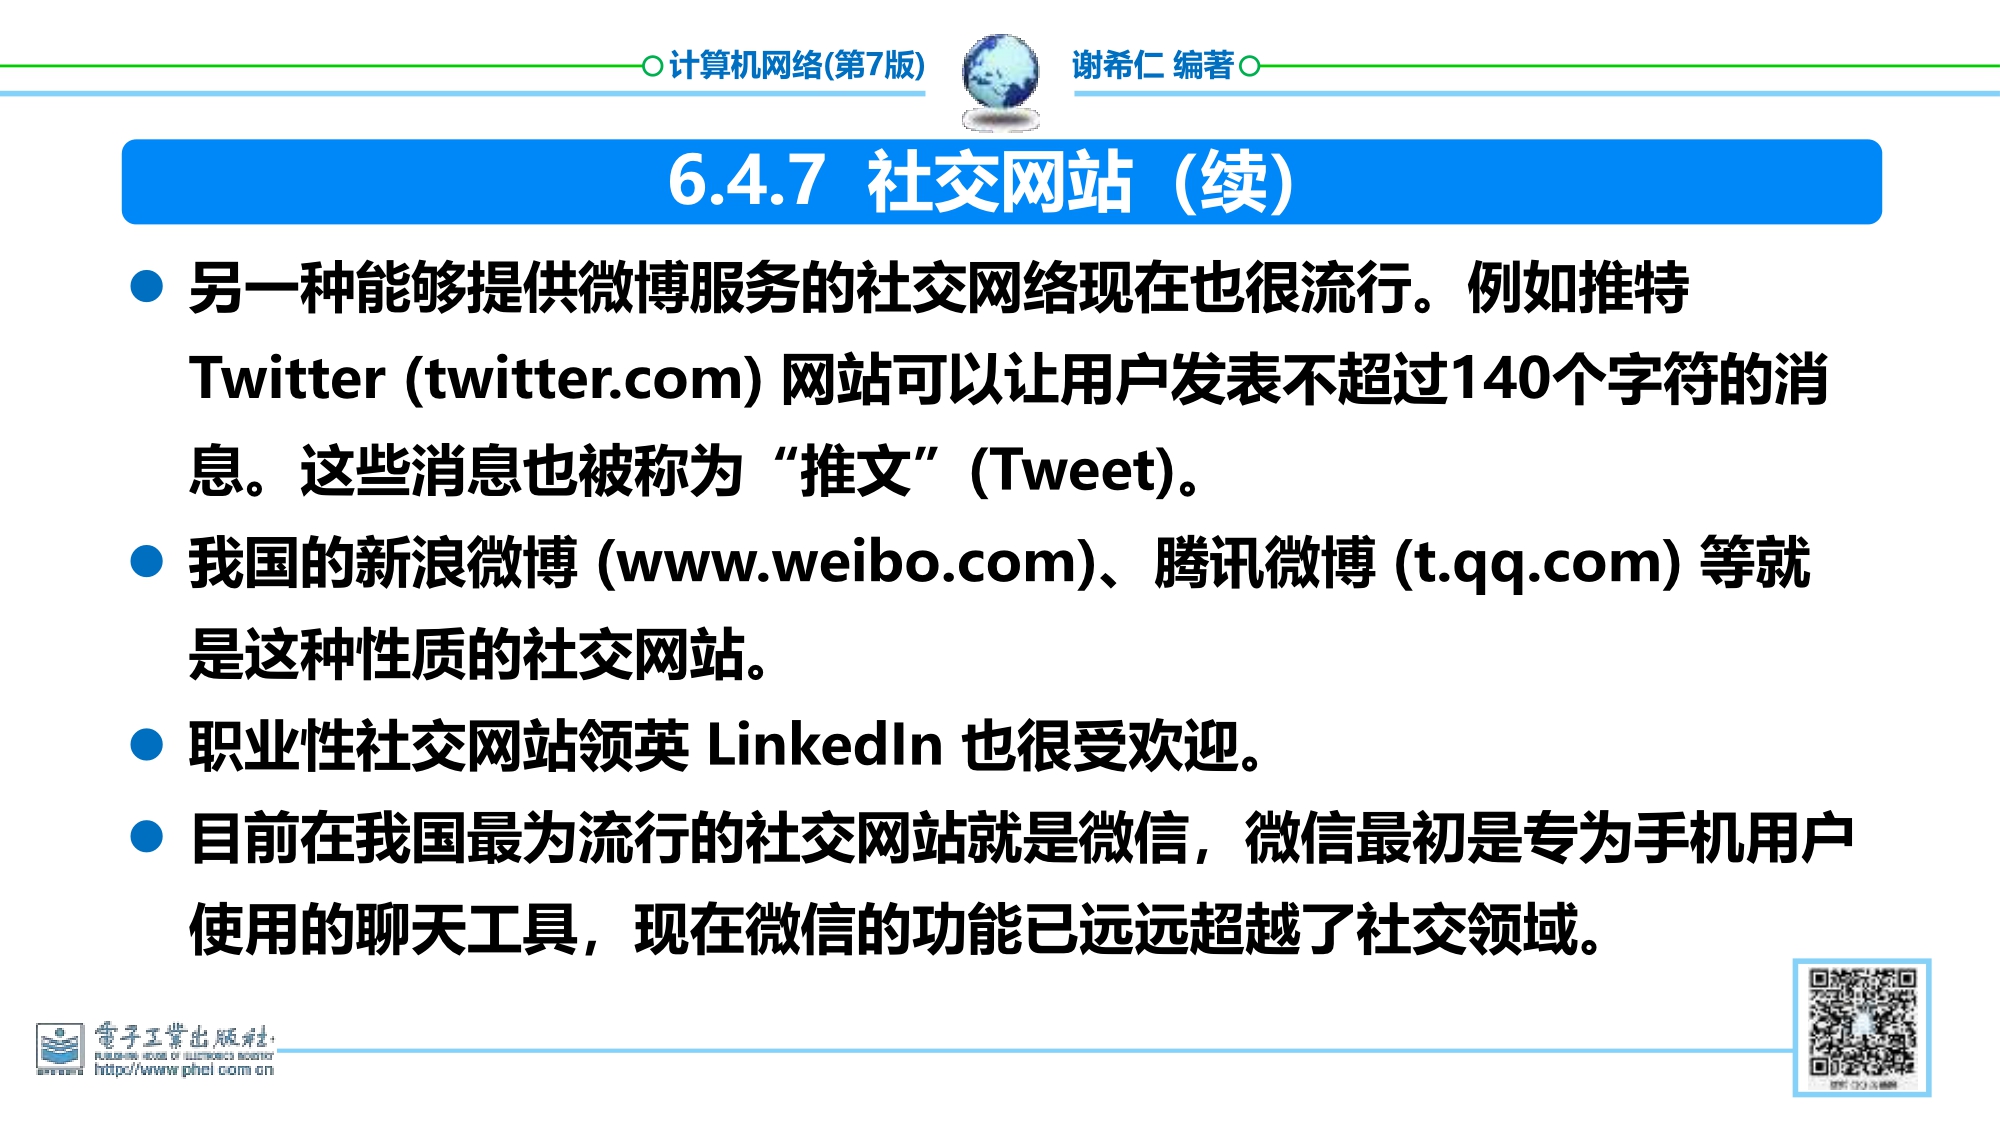 计算机网络(第7版)
谢希仁 编著
6.4.7 社交网站（续）
另一种能够提供微博服务的社交网络现在也很流行。例如推特
Twitter (twitter.com) 网站可以让用户发表不超过140个字符的消
息。这些消息也被称为“推文”(Tweet)。
我国的新浪微博 (www.weibo.com)、腾讯微博 (t.qq.com) 等就
是这种性质的社交网站。
职业性社交网站领英 LinkedIn 也很受欢迎。
目前在我国最为流行的社交网站就是微信，微信最初是专为手机用户
使用的聊天工具，现在微信的功能已远远超越了社交领域。
電子工業出版社·
PUBLISHING HOUSE OF ELECTRONICS INDUSTRY
http://www.phei.com.cn